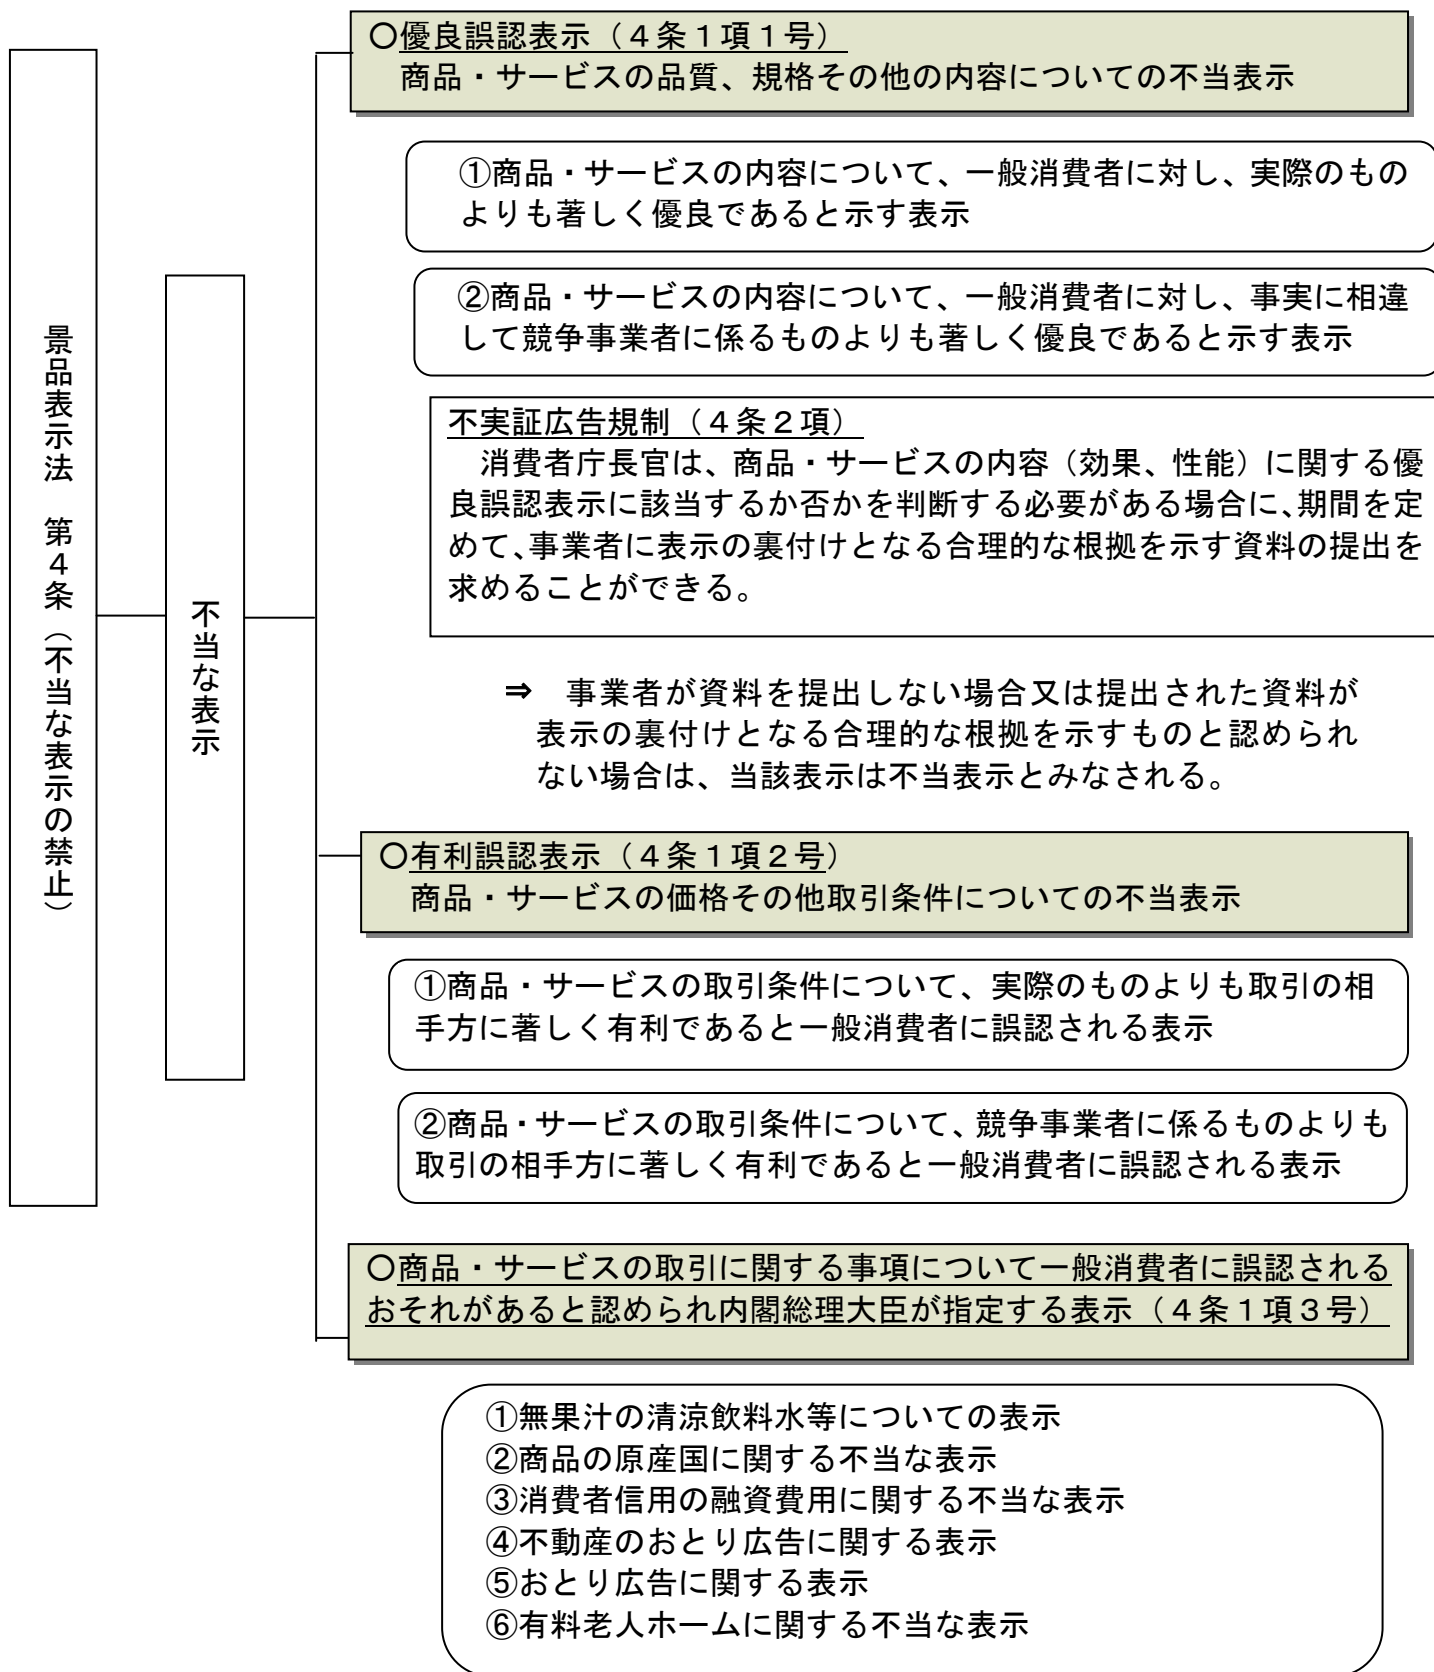 景品表示法　第４条（不当な表示の禁止）
不当な表示
○優良誤認表示（４条１項１号）
商品・サービスの品質、規格その他の内容についての不当表示
①商品・サービスの内容について、一般消費者に対し、実際のもの
よりも著しく優良であると示す表示
②商品・サービスの内容について、一般消費者に対し、事実に相違
して競争事業者に係るものよりも著しく優良であると示す表示
不実証広告規制（４条２項）
消費者庁長官は、商品・サービスの内容（効果、性能）に関する優
良誤認表示に該当するか否かを判断する必要がある場合に、期間を定
めて、事業者に表示の裏付けとなる合理的な根拠を示す資料の提出を
求めることができる。
⇒　事業者が資料を提出しない場合又は提出された資料が
表示の裏付けとなる合理的な根拠を示すものと認められ
ない場合は、当該表示は不当表示とみなされる。
○有利誤認表示（４条１項２号）
商品・サービスの価格その他取引条件についての不当表示
①商品・サービスの取引条件について、実際のものよりも取引の相
手方に著しく有利であると一般消費者に誤認される表示
②商品・サービスの取引条件について、競争事業者に係るものよりも
取引の相手方に著しく有利であると一般消費者に誤認される表示
○商品・サービスの取引に関する事項について一般消費者に誤認される
おそれがあると認められ内閣総理大臣が指定する表示（４条１項３号）
①無果汁の清涼飲料水等についての表示
②商品の原産国に関する不当な表示
③消費者信用の融資費用に関する不当な表示
④不動産のおとり広告に関する表示
⑤おとり広告に関する表示
⑥有料老人ホームに関する不当な表示